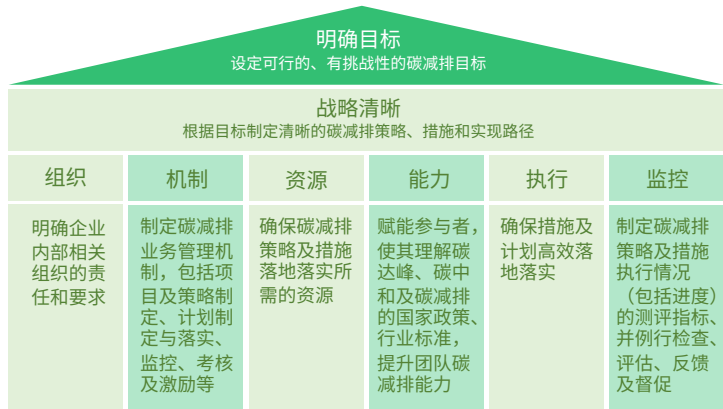 明确目标
设定可行的、有挑战性的碳减排目标
战略清晰
根据目标制定清晰的碳减排策略、措施和实现路径
组织
机制
资源
能力
执行
监控
明确企业
内部相关
组织的责
任和要求
制定碳减排
业务管理机
制，包括项
目及策略制
定、计划制
定与落实、
监控、考核
及激励等
确保碳减排
策略及措施
落地落实所
需的资源
赋能参与者，
使其理解碳
达峰、碳中
和及碳减排
的国家政策、
行业标准，
提升团队碳
减排能力
确保措施及
计划高效落
地落实
制定碳减排
策略及措施
执行情况
（包括进度）
的测评指标、
并例行检查、
评估、反馈
及督促